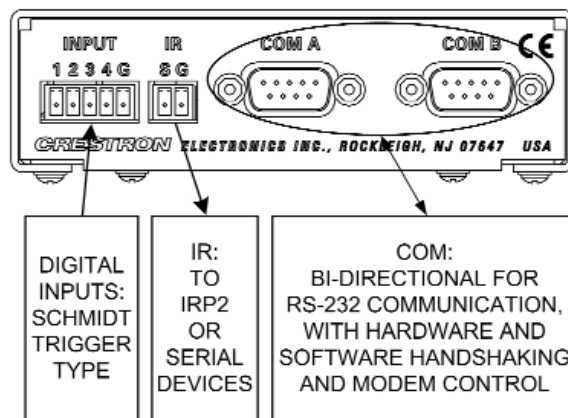 INPUT IR COM A COM B CE
1 2 3 4 G S G
CRESTRON ELECTRONICS INC., ROCKLEIGH, NJ 07647 USA
DIGITAL
INPUTS:
SCHMIDT
TRIGGER
TYPE
IR:
TO
IRP2
OR
SERIAL
DEVICES
COM:
BI-DIRECTIONAL FOR
RS-232 COMMUNICATION,
WITH HARDWARE AND
SOFTWARE HANDSHAKING
AND MODEM CONTROL